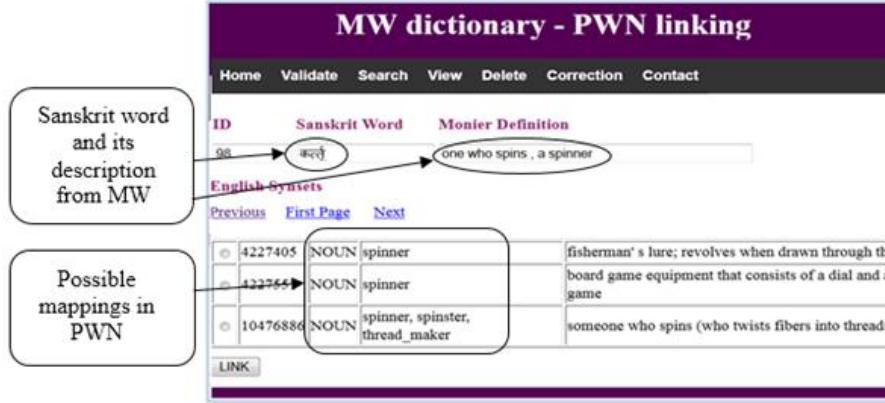 MW dictionary - PWN linking
Home Validate Search View Delete Correction Contact
Sanskrit word
and its
description
from MW
ID Sanskrit Word Monier Definition
98 कर्त्तृ one who spins , a spinner
English Synsets
Previous First Page Next
Possible
mappings in
PWN
4227405 NOUN spinner fisherman' s lure; revolves when drawn through th
NOUN spinner board game equipment that consists of a dial and a
game
10476886 NOUN spinner, spinster,
thread_maker someone who spins (who twists fibers into thread
LINK